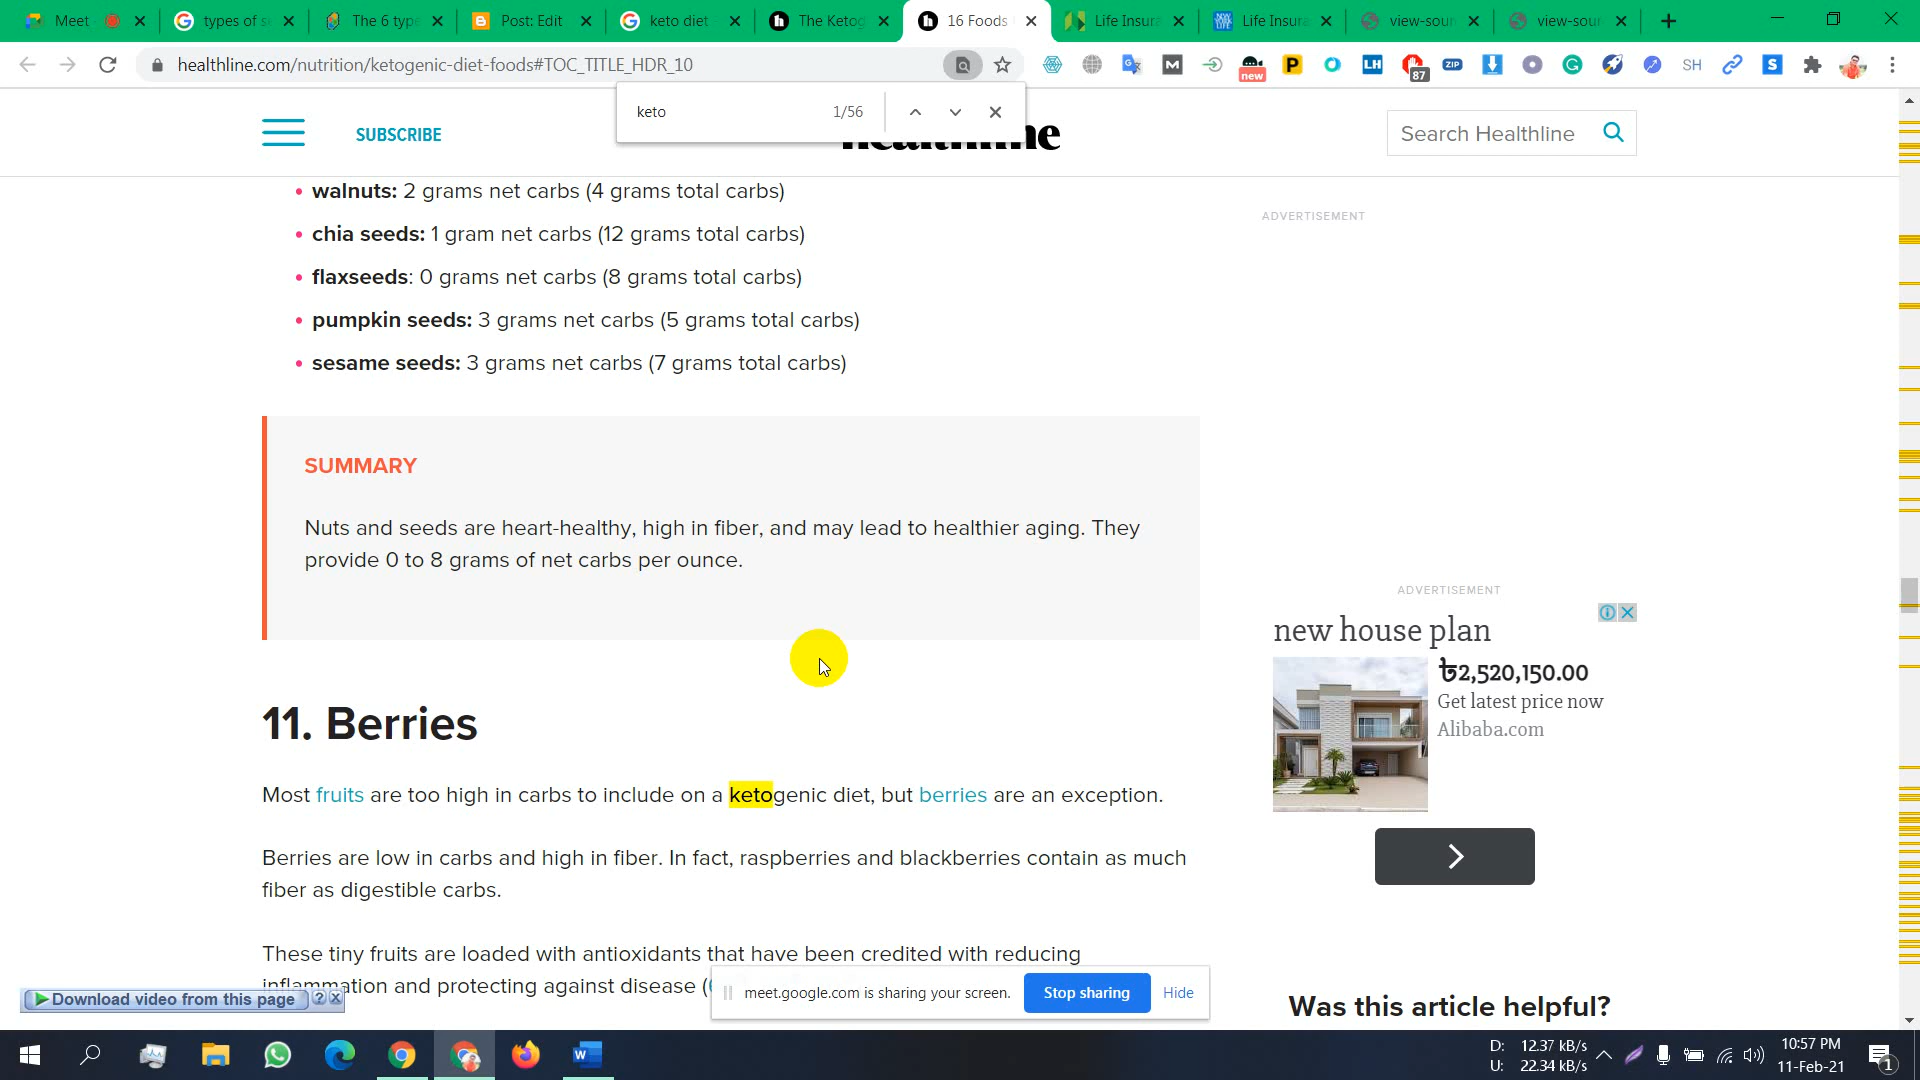 Meet
types of s
The 6 type
Post: Edit
keto diet
The Ketog
16 Foods
Life Insura
Life Insura
view-sour
view-sour
healthline.com/nutrition/ketogenic-diet-foods#TOC_TITLE_HDR_10
new
P
LH
87
ZIP
SH
S
keto 1/56
SUBSCRIBE
healthline
Search Healthline
walnuts: 2 grams net carbs (4 grams total carbs)
chia seeds: 1 gram net carbs (12 grams total carbs)
flaxseeds: 0 grams net carbs (8 grams total carbs)
pumpkin seeds: 3 grams net carbs (5 grams total carbs)
sesame seeds: 3 grams net carbs (7 grams total carbs)
SUMMARY
Nuts and seeds are heart-healthy, high in fiber, and may lead to healthier aging. They
provide 0 to 8 grams of net carbs per ounce.
11. Berries
Most fruits are too high in carbs to include on a ketogenic diet, but berries are an exception.
Berries are low in carbs and high in fiber. In fact, raspberries and blackberries contain as much
fiber as digestible carbs.
These tiny fruits are loaded with antioxidants that have been credited with reducing
inflammation and protecting against disease (
ADVERTISEMENT
ADVERTISEMENT
new house plan
৳2,520,150.00
Get latest price now
Alibaba.com
Was this article helpful?
Download video from this page ? X
meet.google.com is sharing your screen. Stop sharing Hide
D: 12.37 kB/s
U: 22.34 kB/s
10:57 PM
11-Feb-21
1